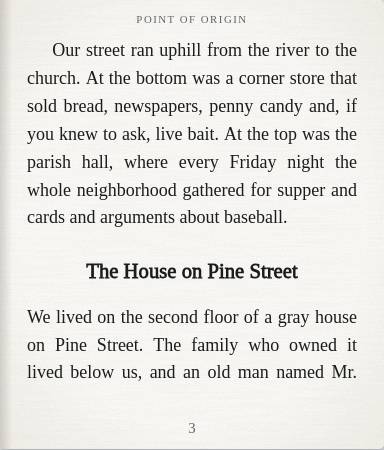 POINT OF ORIGIN
Our street ran uphill from the river to the
church. At the bottom was a corner store that
sold bread, newspapers, penny candy and, if
you knew to ask, live bait. At the top was the
parish hall, where every Friday night the
whole neighborhood gathered for supper and
cards and arguments about baseball.
The House on Pine Street
We lived on the second floor of a gray house
on Pine Street. The family who owned it
lived below us, and an old man named Mr.
3